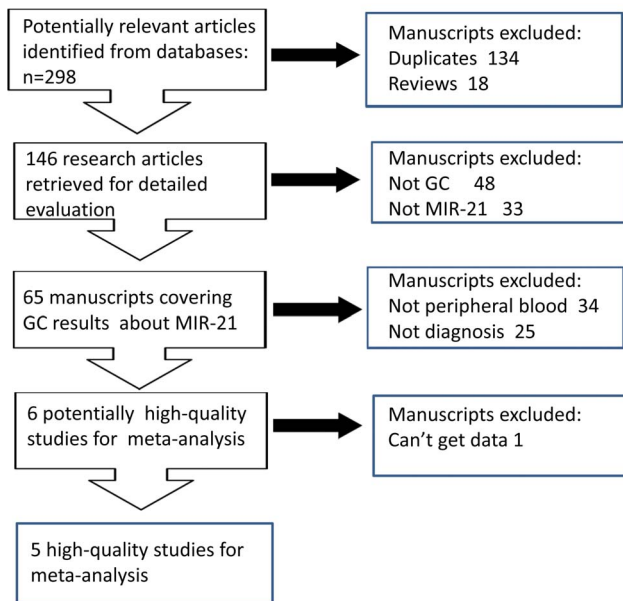 Potentially relevant articles
identified from databases:
n=298
Manuscripts excluded:
Duplicates 134
Reviews 18
146 research articles
retrieved for detailed
evaluation
Manuscripts excluded:
Not GC 48
Not MIR-21 33
65 manuscripts covering
GC results about MIR-21
Manuscripts excluded:
Not peripheral blood 34
Not diagnosis 25
6 potentially high-quality
studies for meta-analysis
Manuscripts excluded:
Can't get data 1
5 high-quality studies for
meta-analysis